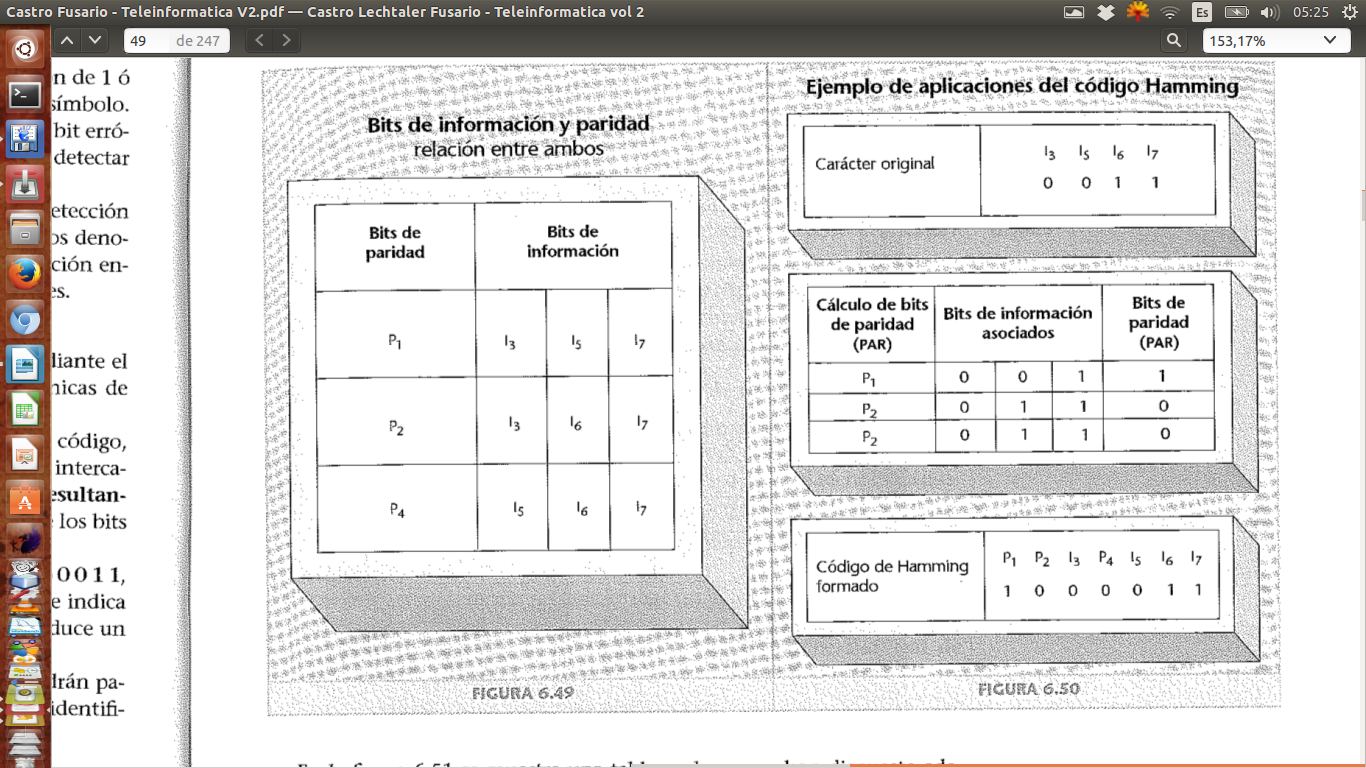 Castro Fusario - Teleinformatica V2.pdf — Castro Lechtaler Fusario - Teleinformatica vol 2
Es
05:25
49 de 247
153,17%
n de 1 ó
símbolo.
bit erró-
detectar
etección
os deno-
ción en-
es.
liante el
nicas de
código,
interca-
esultan-
los bits
0 0 1 1,
e indica
duce un
drán pa-
identifi-
Bits de información y paridad
relación entre ambos
Bits de paridad
Bits de información
P1 I3 I5 I7
P2 I3 I6 I7
P4 I5 I6 I7
FIGURA 6.49
Ejemplo de aplicaciones del código Hamming
Carácter original
I3 I5 I6 I7
0 0 1 1
Cálculo de bits de paridad (PAR)
Bits de información asociados
Bits de paridad (PAR)
P1 0 0 1 1
P2 0 1 1 0
P2 0 1 1 0
Código de Hamming formado
P1 P2 I3 P4 I5 I6 I7
1 0 0 0 0 1 1
FIGURA 6.50